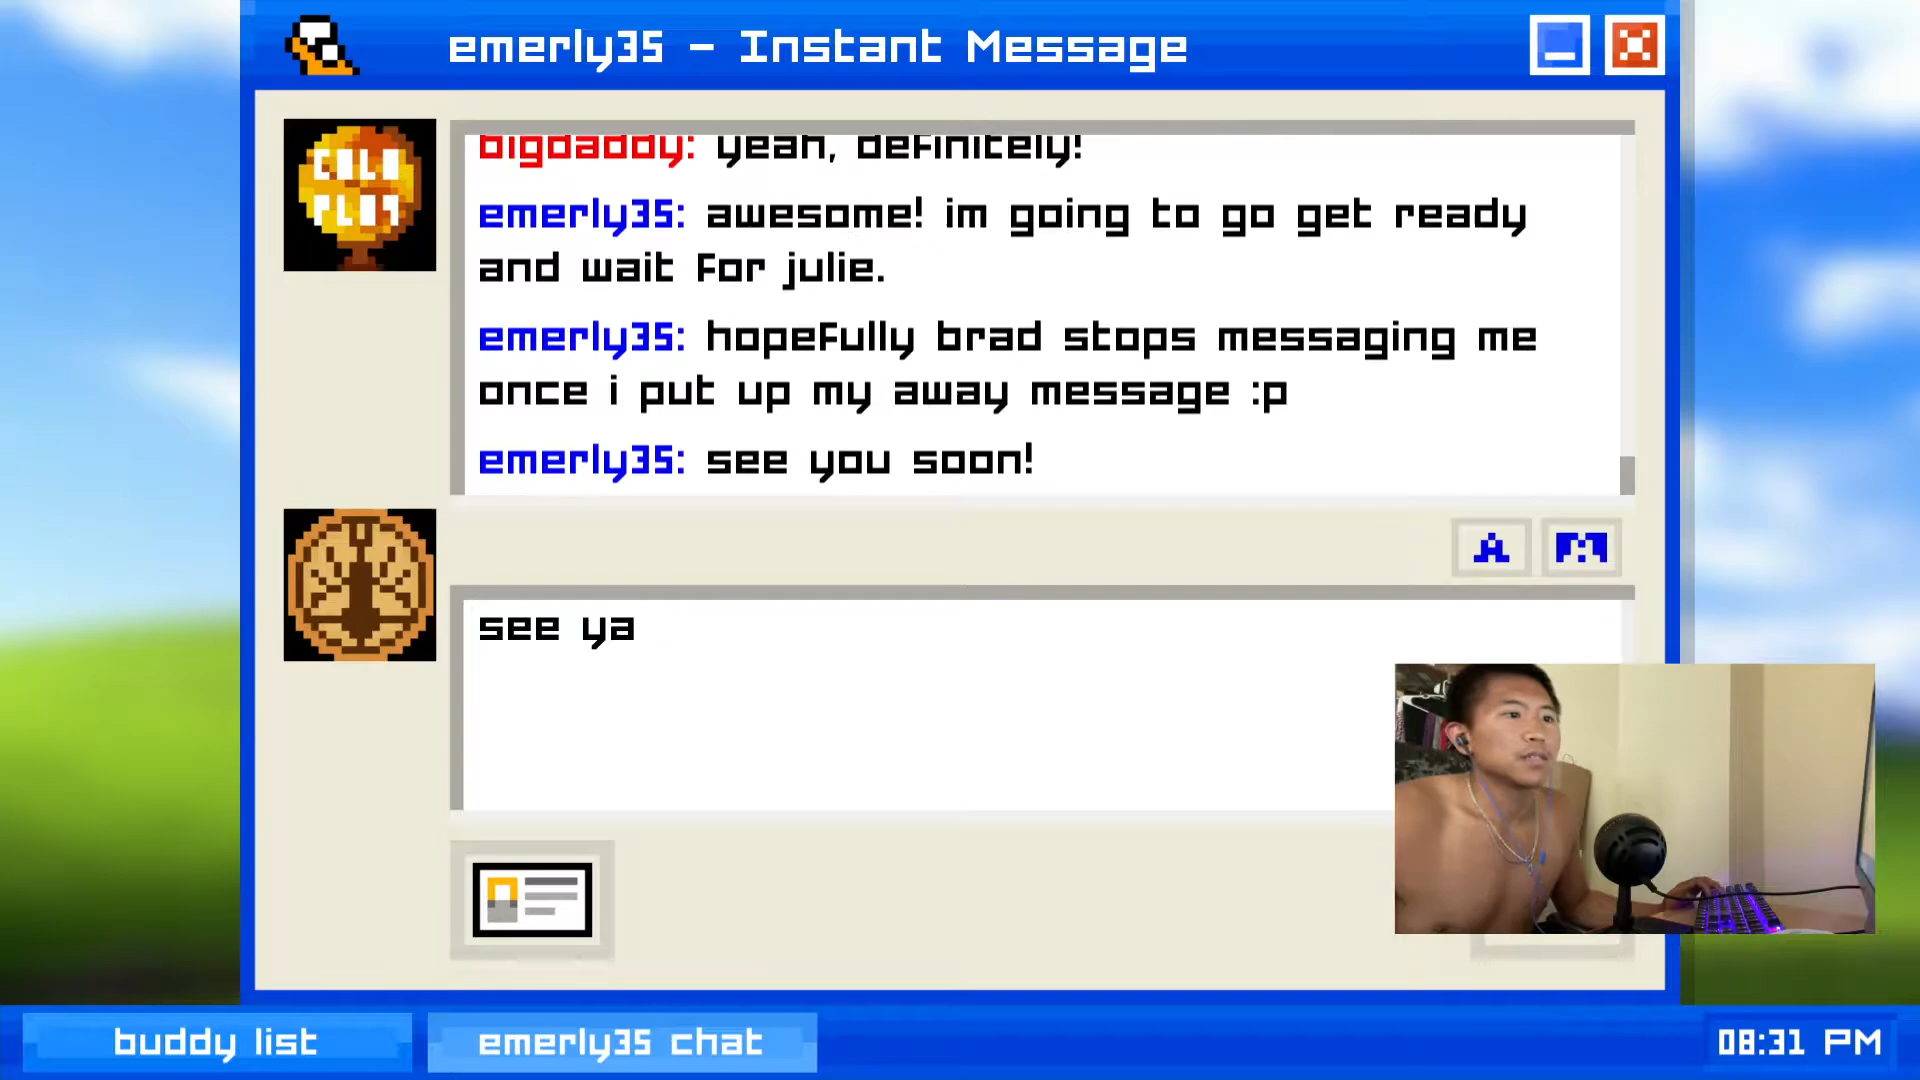 emerly35 - Instant Message
bigdaddy: yeah, definitely!
emerly35: awesome! im going to go get ready
and wait for julie.
emerly35: hopefully brad stops messaging me
once i put up my away message :p
emerly35: see you soon!
COLD
PLAY
A
see ya
buddy list
emerly35 chat
08:31 PM